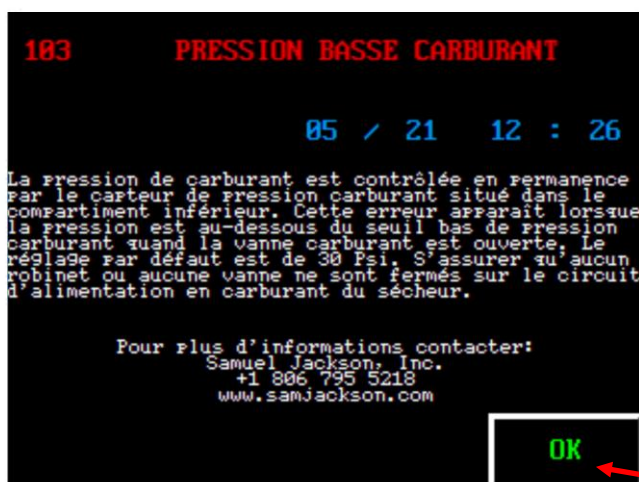 103 PRESSION BASSE CARBURANT
05 / 21 12 : 26
La pression de carburant est contrôlée en permanence
par le capteur de pression carburant situé dans le
compartiment inférieur. Cette erreur apparaît lorsque
la pression est au-dessous du seuil bas de pression
carburant quand la vanne carburant est ouverte. Le
réglage par défaut est de 30 Psi. S'assurer qu'aucun
robinet ou aucune vanne ne sont fermés sur le circuit
d'alimentation en carburant du sécheur.
Pour plus d'informations contacter:
Samuel Jackson, Inc.
+1 806 795 5218
www.samjackson.com
OK